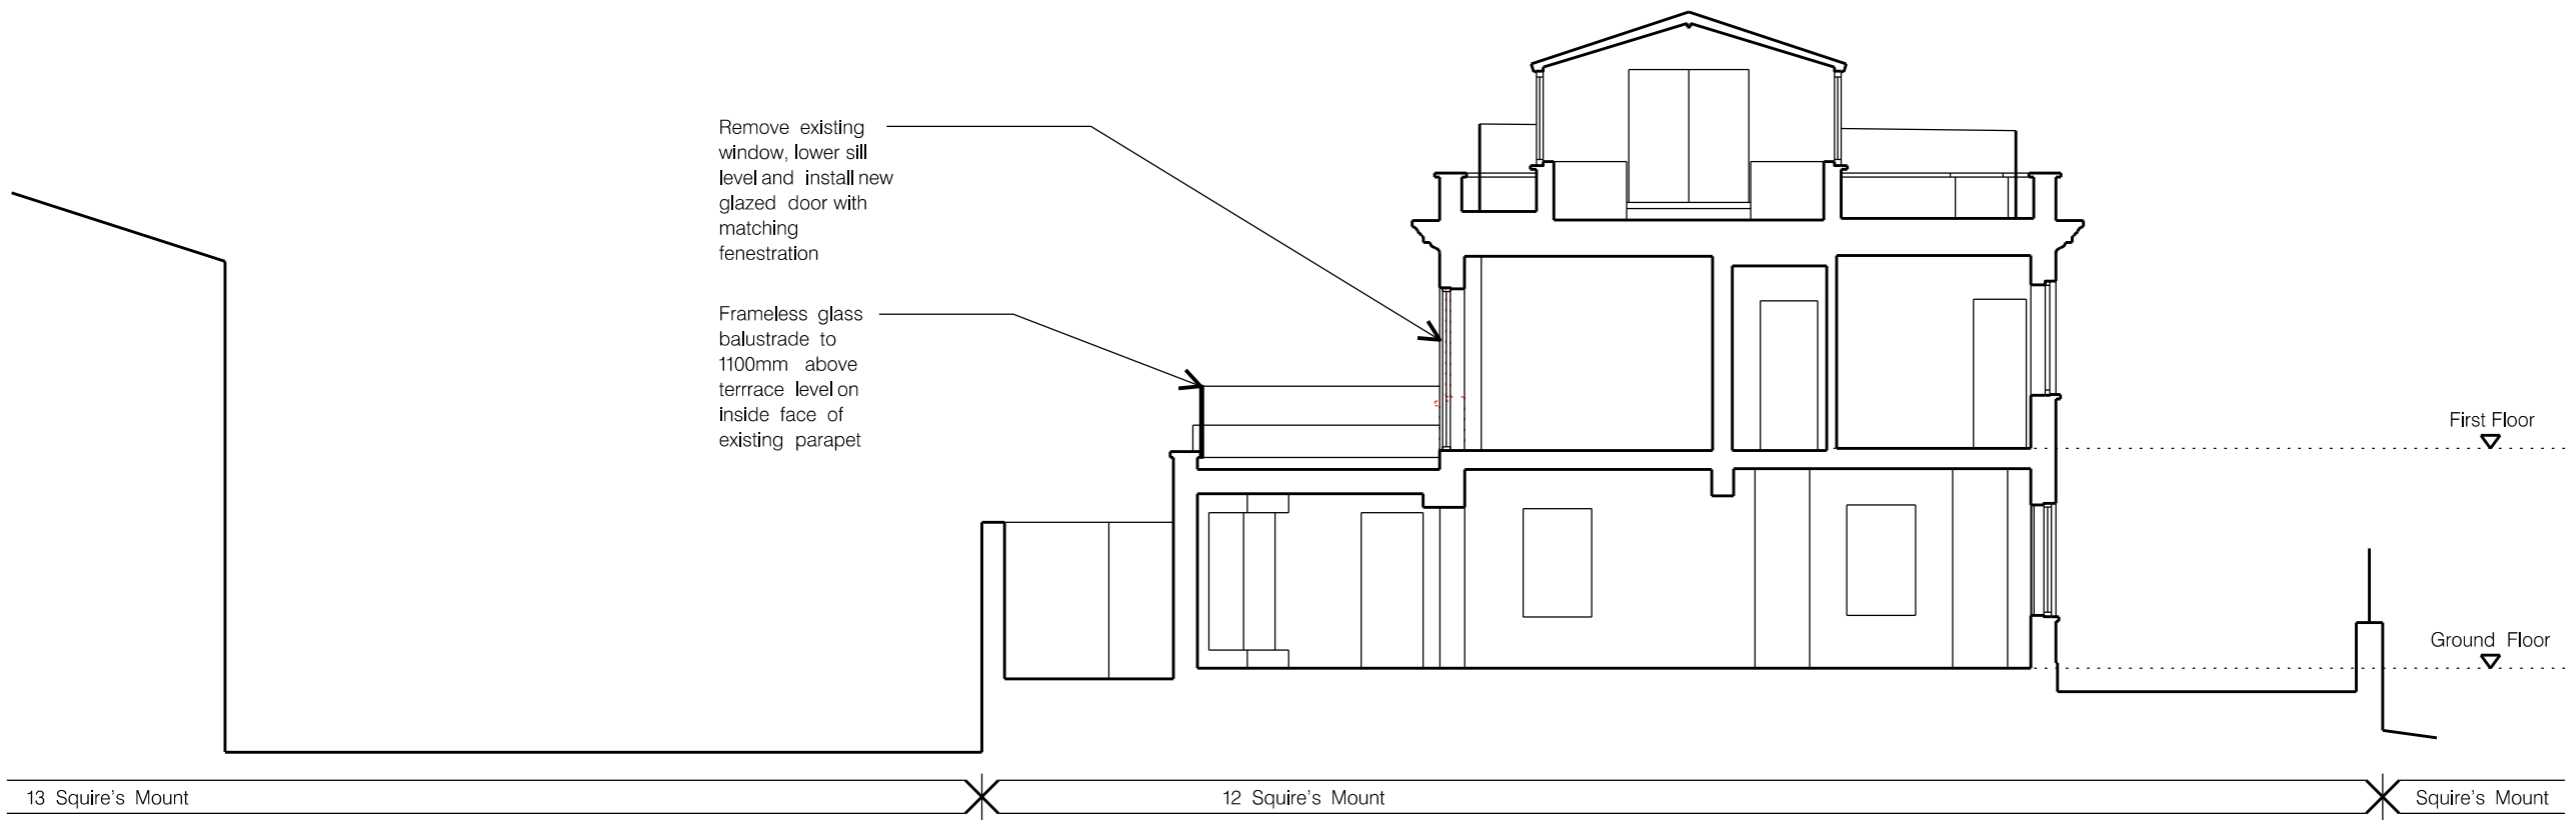 Remove existing
window, lower sill
level and install new
glazed door with
matching
fenestration
Frameless glass
balustrade to
1100mm above
terrrace level on
inside face of
existing parapet
First Floor
Ground Floor
13 Squire's Mount
12 Squire's Mount
Squire's Mount